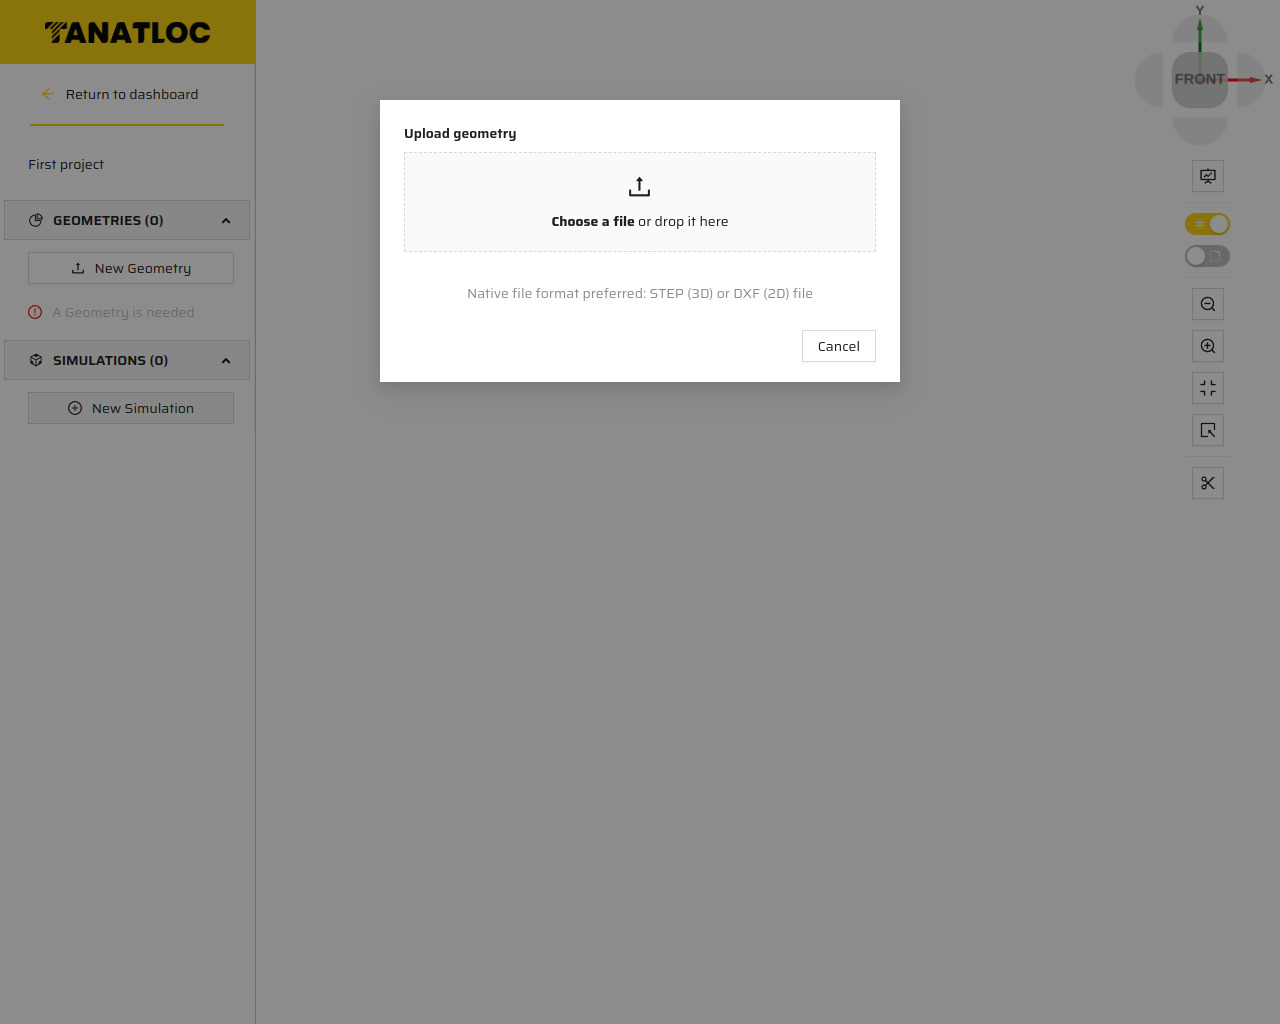 TANATLOC
Return to dashboard
First project
GEOMETRIES (0)
New Geometry
A Geometry is needed
SIMULATIONS (0)
New Simulation
Upload geometry
Choose a file or drop it here
Native file format preferred: STEP (3D) or DXF (2D) file
Cancel
Y
FRONT
X